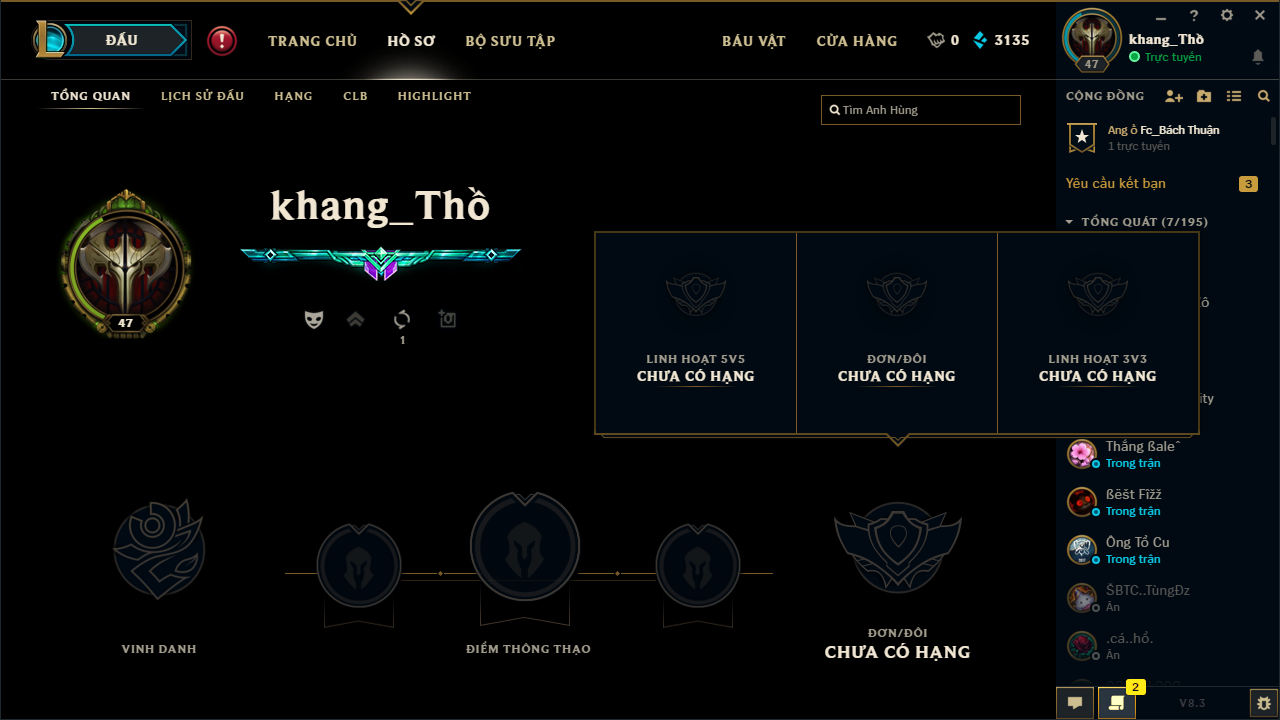 ĐẤU
TRANG CHỦ
HỒ SƠ
BỘ SƯU TẬP
BÁU VẬT
CỬA HÀNG
0
3135
47
khang_Thồ
Trực tuyến
TỔNG QUAN
LỊCH SỬ ĐẤU
HẠNG
CLB
HIGHLIGHT
Tìm Anh Hùng
CỘNG ĐỒNG
Ang ô Fc_Bách Thuận
1 trực tuyến
Yêu cầu kết bạn
3
TỔNG QUÁT (7/195)
khang_Thồ
47
1
LINH HOẠT 5V5
CHƯA CÓ HẠNG
ĐƠN/ĐÔI
CHƯA CÓ HẠNG
LINH HOẠT 3V3
CHƯA CÓ HẠNG
Thắng ßaleˆ
Trong trận
ßëšt Fižž
Trong trận
Ông Tổ Cu
Trong trận
ŠBTC..TùngĐz
Ẩn
.cá..hổ.
Ẩn
VINH DANH
ĐIỂM THÔNG THẠO
ĐƠN/ĐÔI
CHƯA CÓ HẠNG
2
V8.3